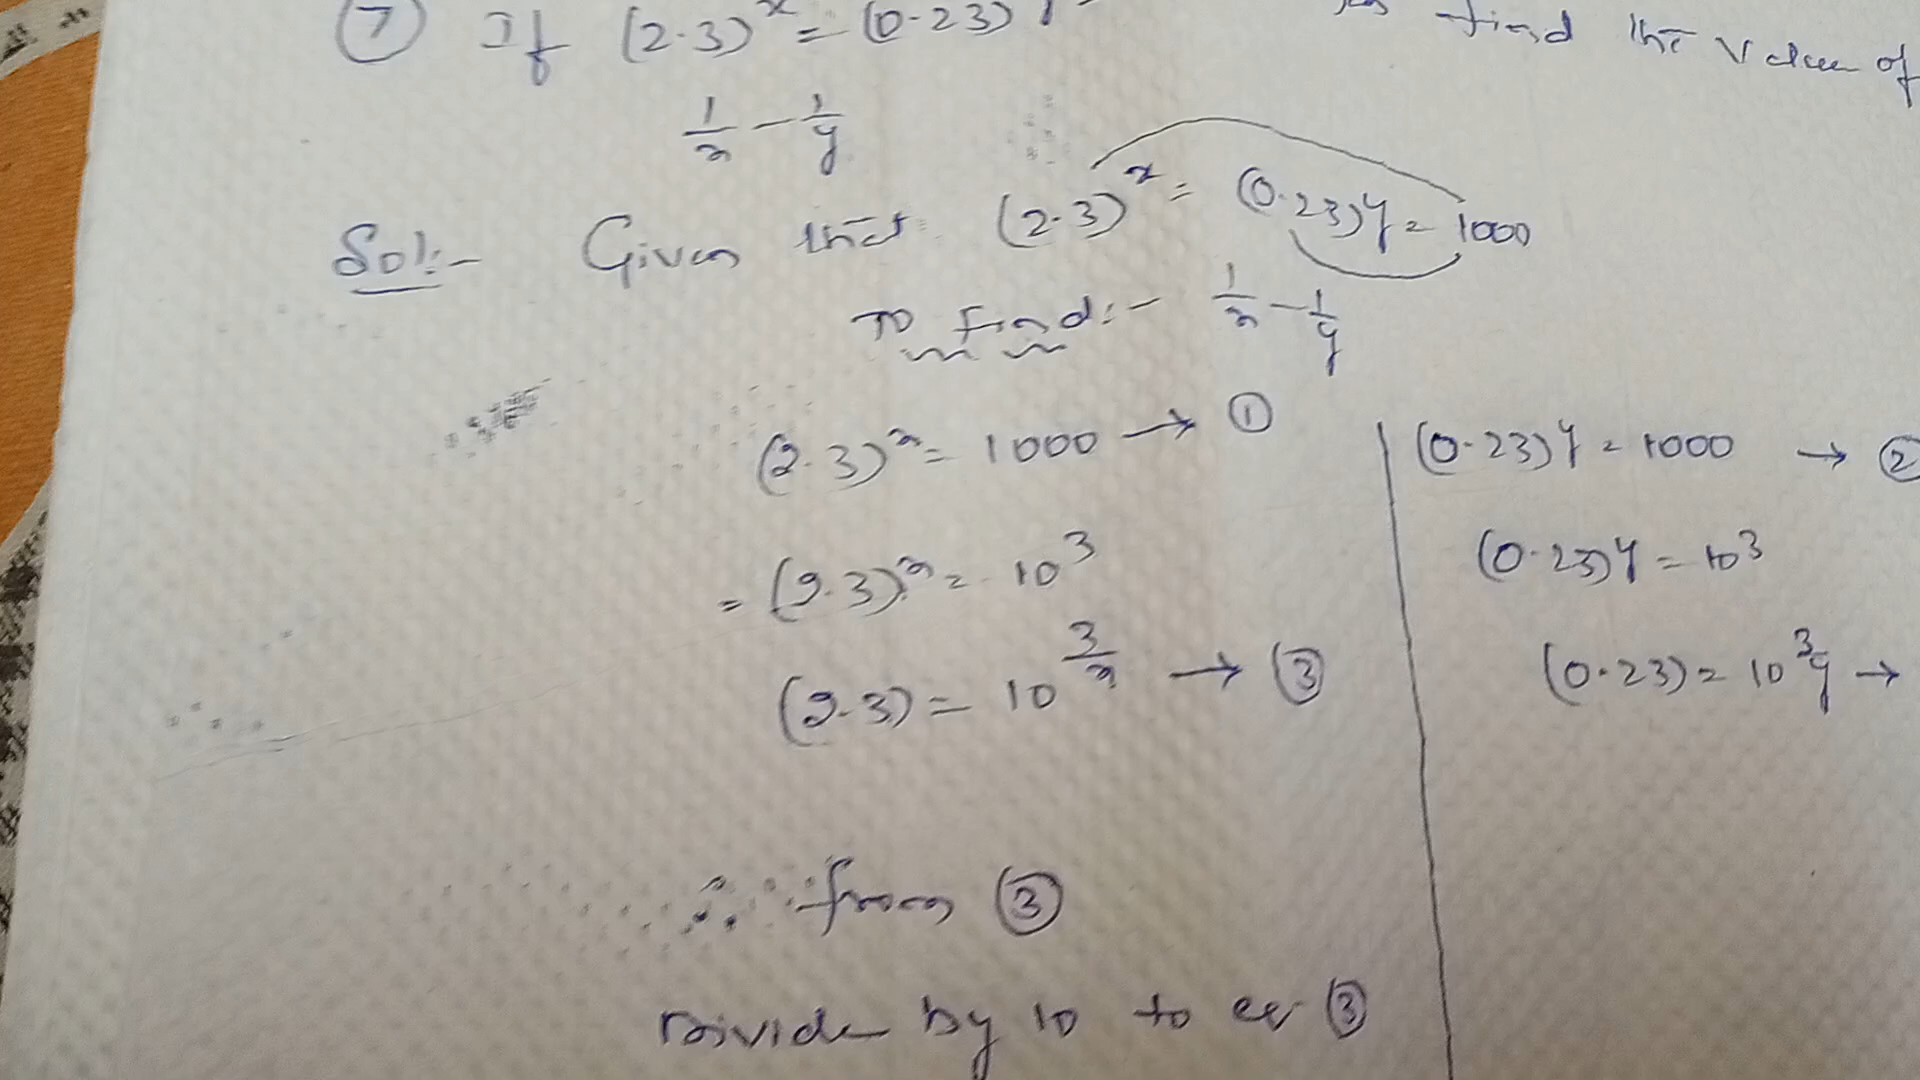 ⑦ If (2.3)^x = (0.23)^y = find the value of
1/x - 1/y
Sol:- Given that (2.3)^x = (0.23)^y = 1000
To find:- 1/x - 1/y
(2.3)^x = 1000 → ① (0.23)^y = 1000 → ②
= (2.3)^x = 10^3 (0.23)^y = 10^3
(2.3) = 10^(3/x) → ③ (0.23) = 10^(3/y) →
∴ from ③
Divide by 10 to eq ③